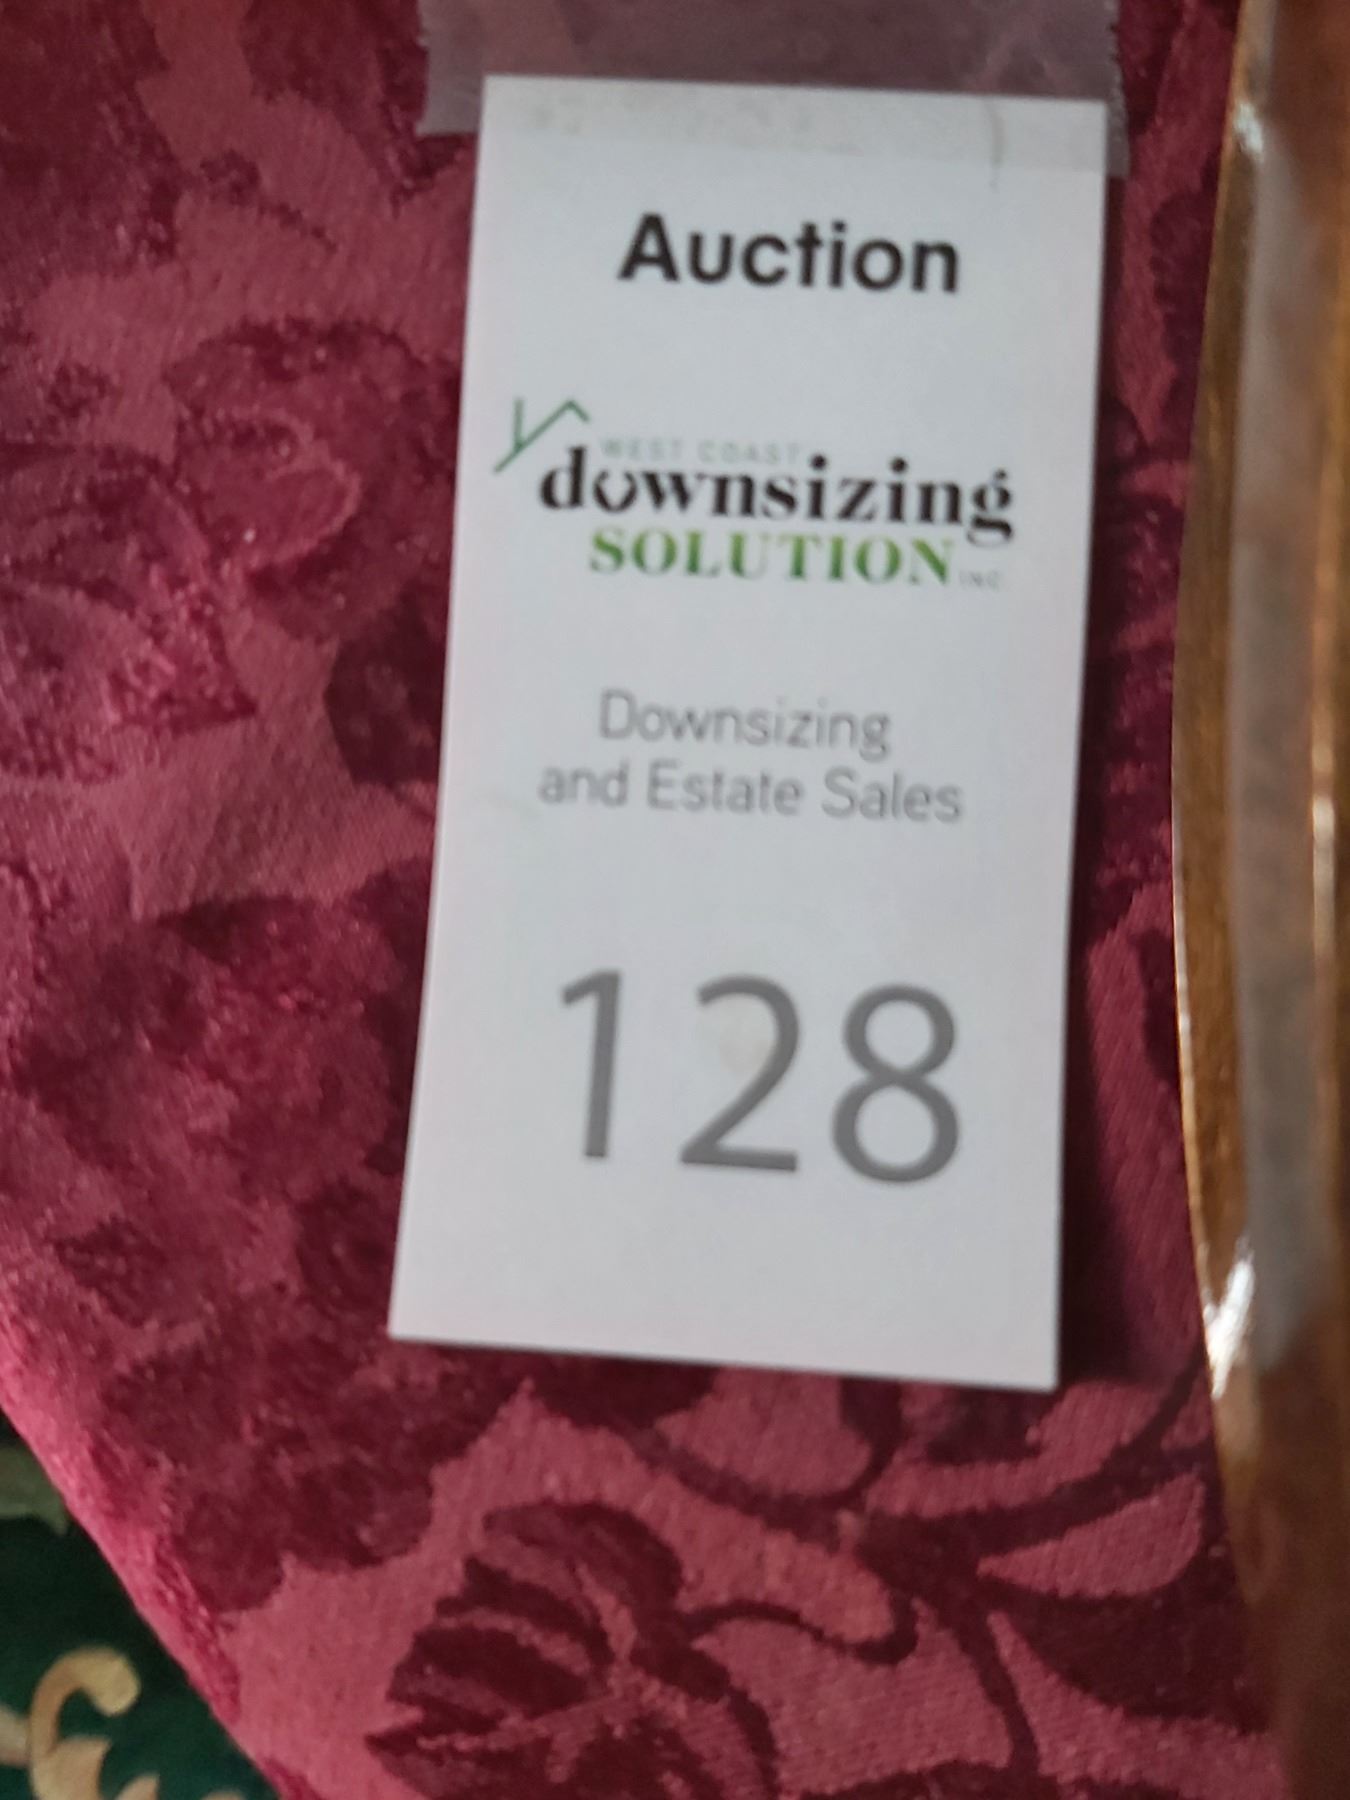 Auction
WEST COAST
downsizing
SOLUTION INC
Downsizing
and Estate Sales
128